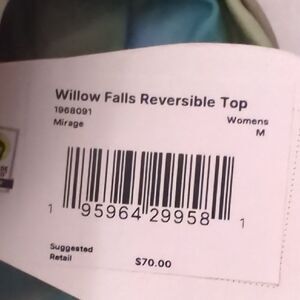 Willow Falls Reversible Top
1968091
Mirage
Womens
M
1 95964 29958 1
Suggested
Retail
$70.00